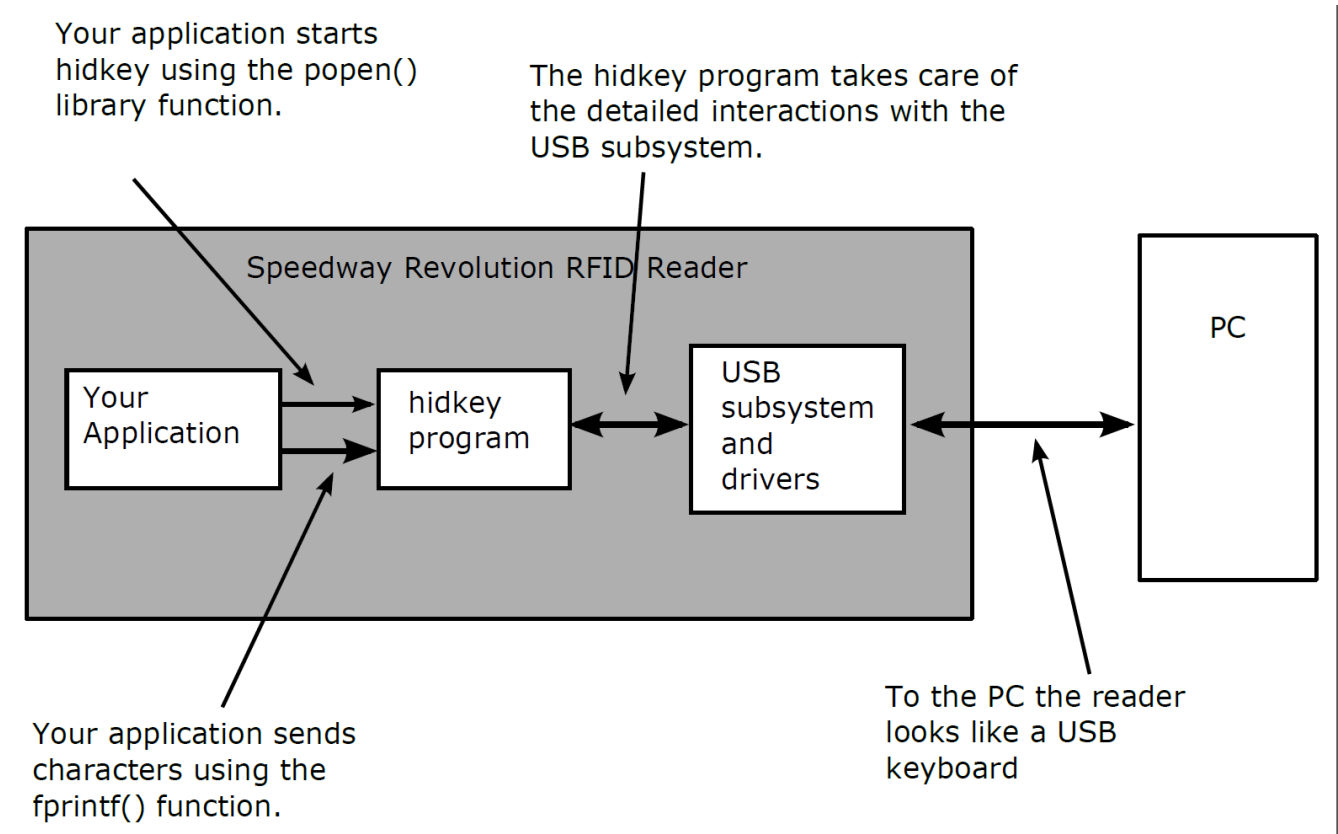 Your application starts
hidkey using the popen()
library function.
The hidkey program takes care of
the detailed interactions with the
USB subsystem.
Speedway Revolution RFID Reader
Your
Application
hidkey
program
USB
subsystem
and
drivers
PC
Your application sends
characters using the
fprintf() function.
To the PC the reader
looks like a USB
keyboard